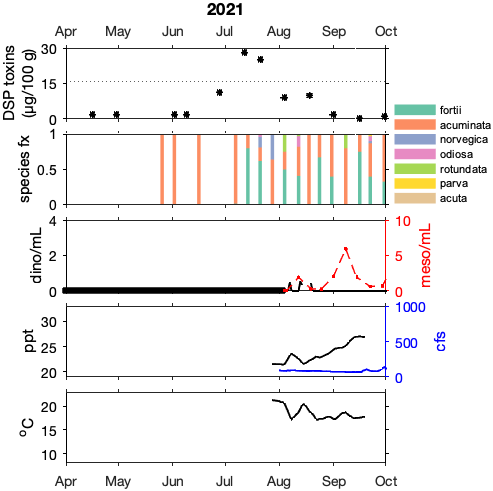 2021
Apr May Jun Jul Aug Sep Oct
DSP toxins
(µg/100 g)
30
15
0
species fx
1
0.5
0
fortii
acuminata
norvegica
odiosa
rotundata
parva
acuta
dino/mL
4
2
0
10
5
0
meso/mL
ppt
30
25
20
1000
500
0
cfs
°C
20
15
10
Apr May Jun Jul Aug Sep Oct